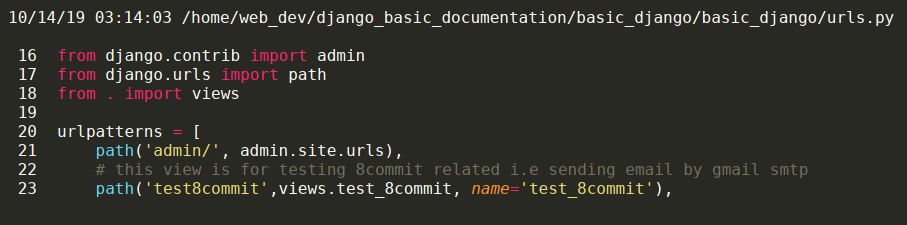 10/14/19 03:14:03 /home/web_dev/django_basic_documentation/basic_django/basic_django/urls.py
16 from django.contrib import admin
17 from django.urls import path
18 from . import views
19
20 urlpatterns = [
21     path('admin/', admin.site.urls),
22     # this view is for testing 8commit related i.e sending email by gmail smtp
23     path('test8commit',views.test_8commit, name='test_8commit'),